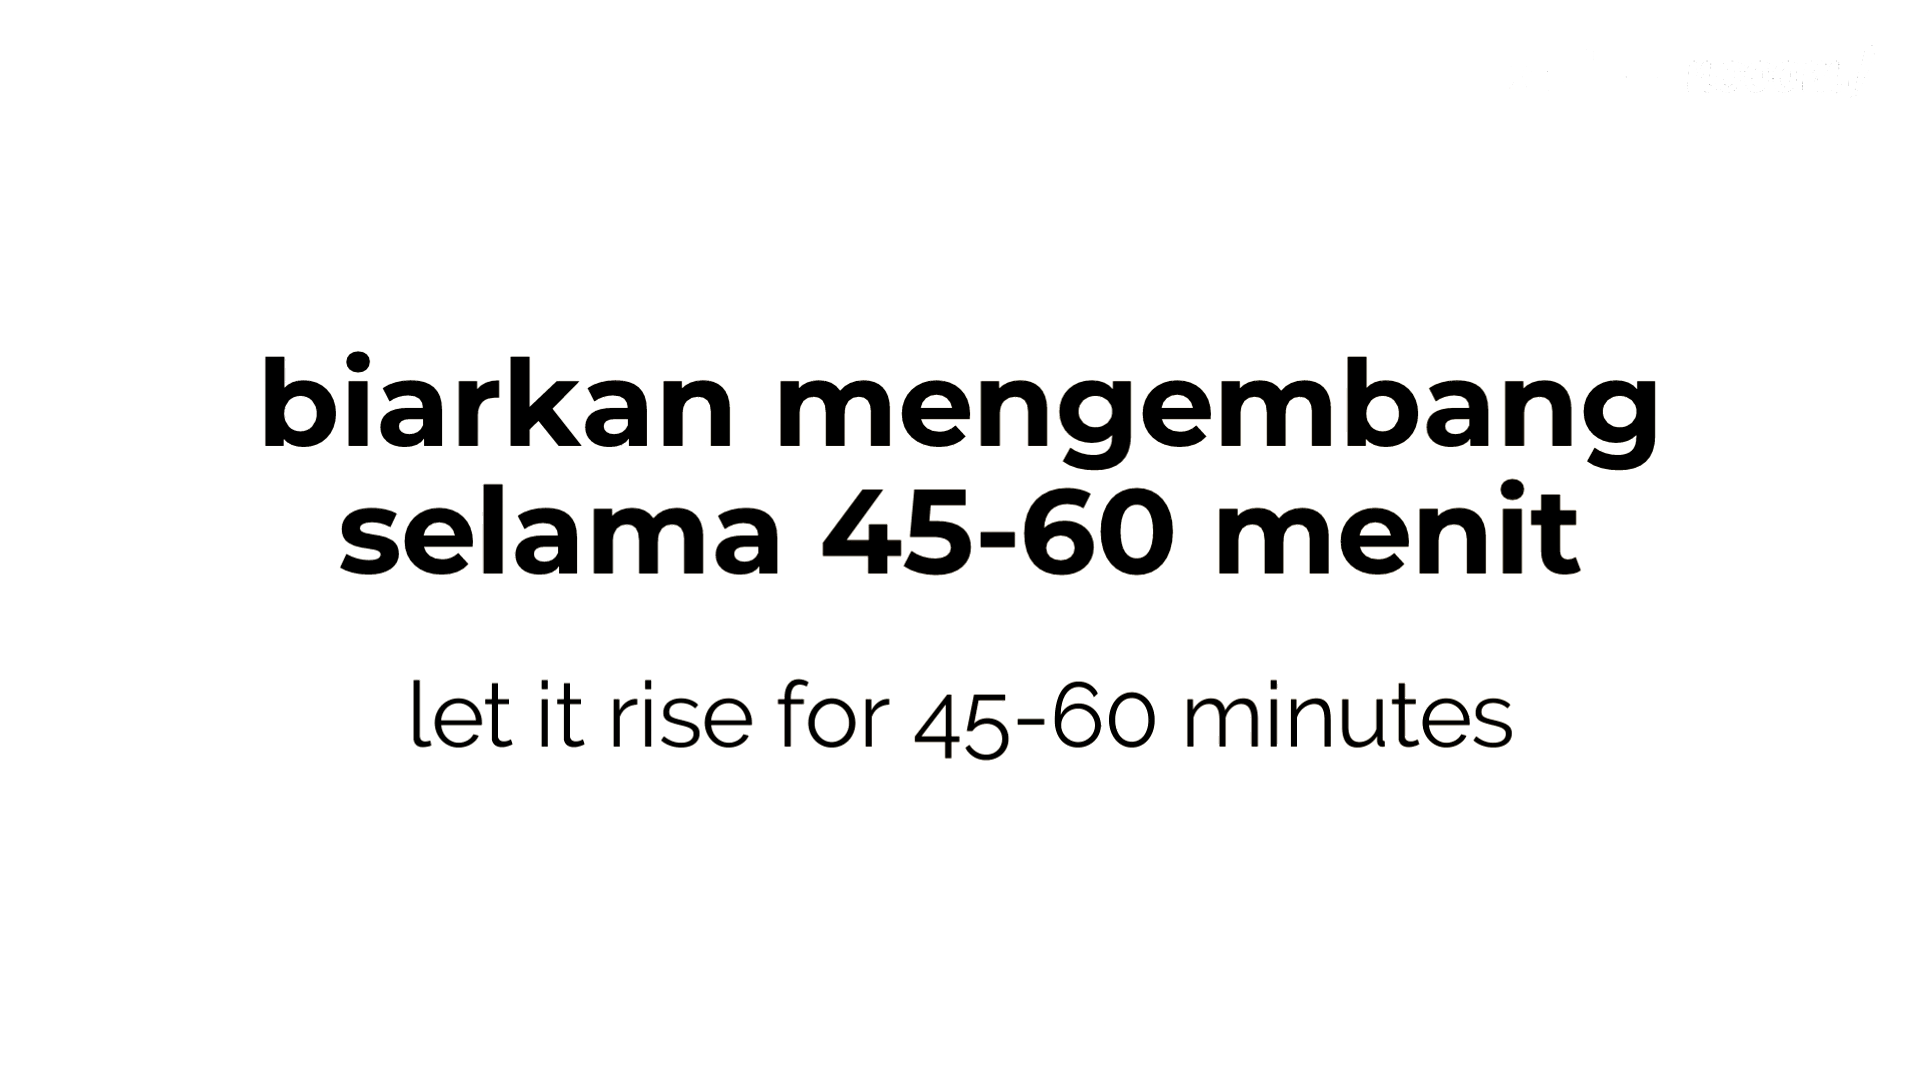 biarkan mengembang
selama 45-60 menit
let it rise for 45-60 minutes